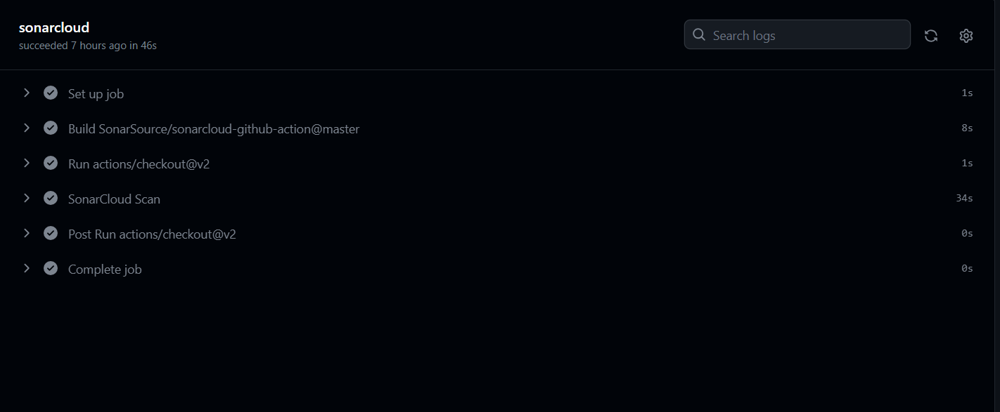 sonarcloud
succeeded 7 hours ago in 46s
Search logs
Set up job 1s
Build SonarSource/sonarcloud-github-action@master 8s
Run actions/checkout@v2 1s
SonarCloud Scan 34s
Post Run actions/checkout@v2 0s
Complete job 0s